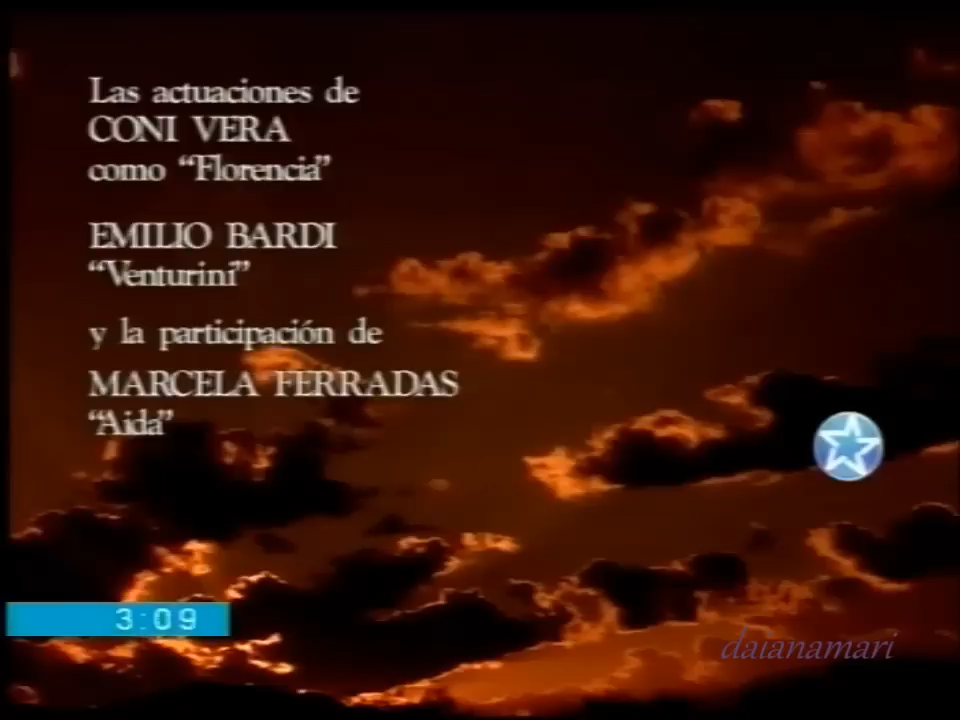 Las actuaciones de
CONI VERA
como “Florencia”
EMILIO BARDI
“Venturini”
y la participación de
MARCELA FERRADAS
“Aida”
3:09
daianamari